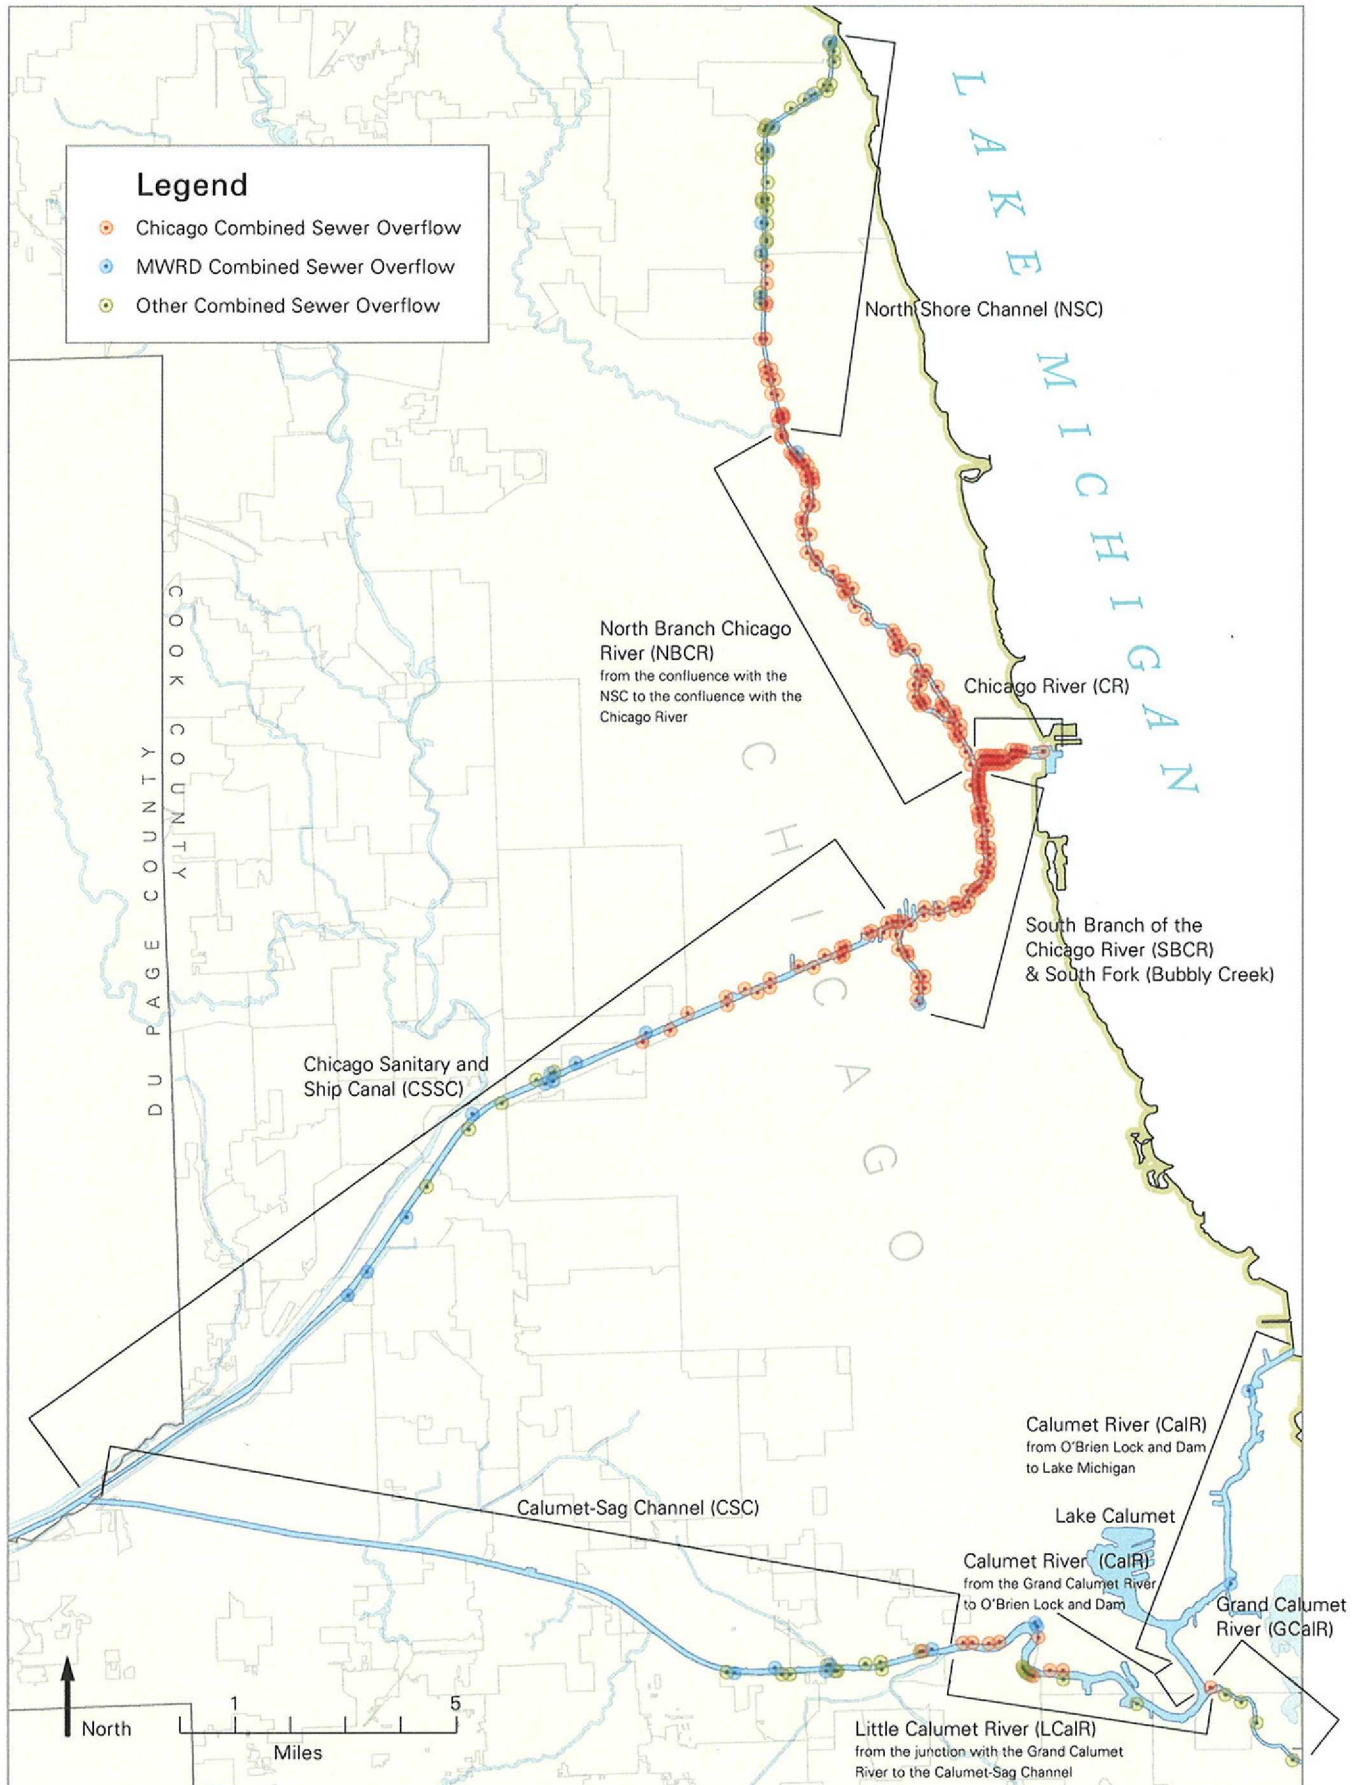 LAKE MICHIGAN
Legend
Chicago Combined Sewer Overflow
MWRD Combined Sewer Overflow
Other Combined Sewer Overflow
North Shore Channel (NSC)
North Branch Chicago
River (NBCR)
from the confluence with the
NSC to the confluence with the
Chicago River
Chicago River (CR)
COOK COUNTY
DU PAGE COUNTY
CHICAGO
South Branch of the
Chicago River (SBCR)
& South Fork (Bubbly Creek)
Chicago Sanitary and
Ship Canal (CSSC)
Calumet River (CalR)
from O'Brien Lock and Dam
to Lake Michigan
Calumet-Sag Channel (CSC)
Lake Calumet
Calumet River (CalR)
from the Grand Calumet River
to O'Brien Lock and Dam
Grand Calumet
River (GCalR)
North
1 5
Miles
Little Calumet River (LCalR)
from the junction with the Grand Calumet
River to the Calumet-Sag Channel